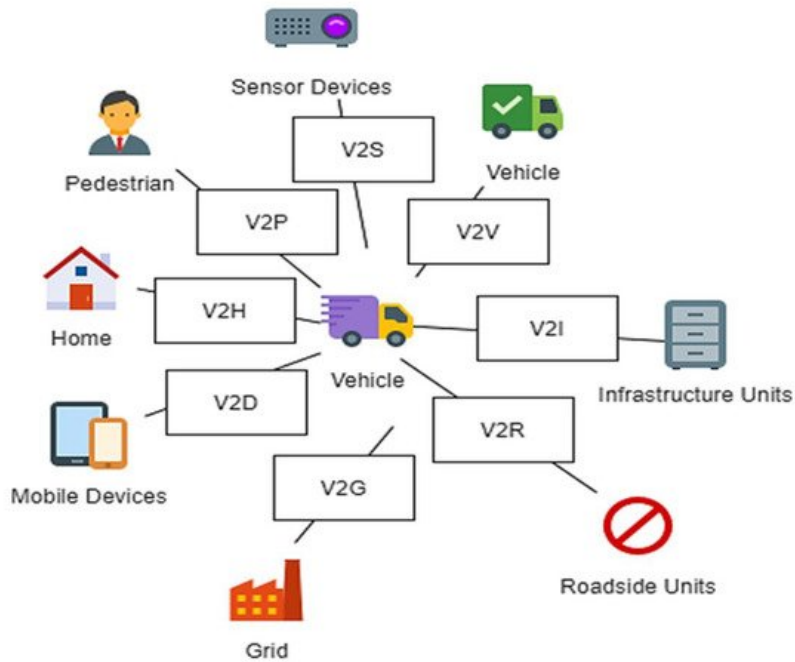 Sensor Devices
V2S
Vehicle
Pedestrian
V2P
V2V
Home
V2H
Vehicle
V2I
Infrastructure Units
V2D
V2R
Mobile Devices
V2G
Roadside Units
Grid